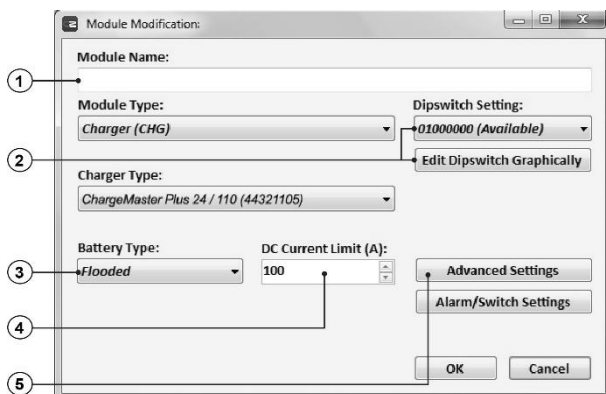 Module Modification:
Module Name:
1
Module Type:
Dipswitch Setting:
Charger (CHG)
01000000 (Available)
2
Edit Dipswitch Graphically
Charger Type:
ChargeMaster Plus 24 / 110 (44321105)
Battery Type:
DC Current Limit (A):
3
Flooded
100
Advanced Settings
Alarm/Switch Settings
4
OK
Cancel
5